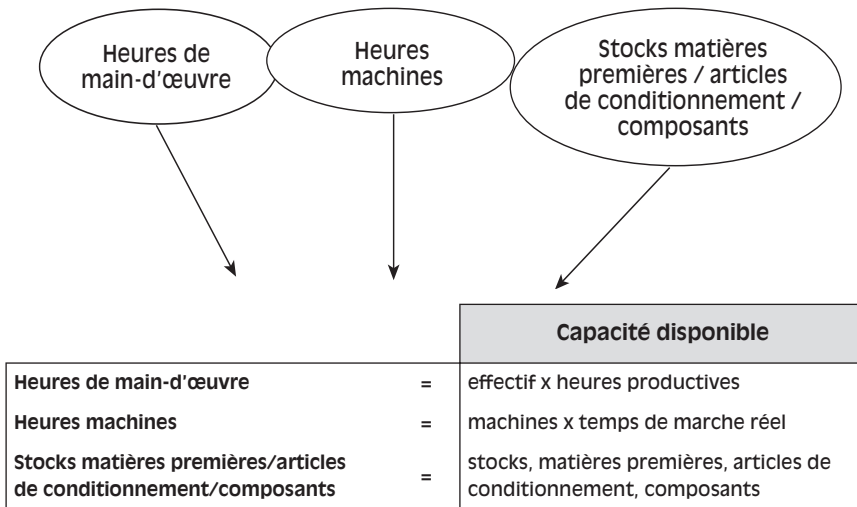 Heures de
main-d'œuvre
Heures
machines
Stocks matières
premières / articles
de conditionnement /
composants
Capacité disponible
Heures de main-d'œuvre = effectif x heures productives
Heures machines = machines x temps de marche réel
Stocks matières premières/articles
de conditionnement/composants
=
stocks, matières premières, articles de
conditionnement, composants